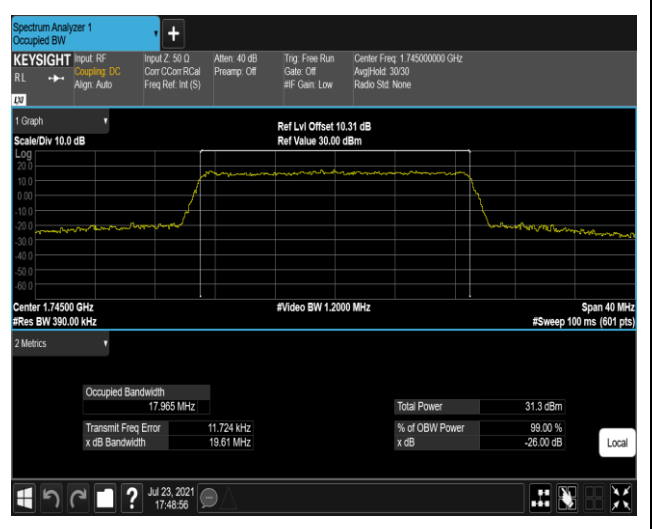 Spectrum Analyzer 1
Occupied BW
+
KEYSIGHT
RL
LXI
Input: RF
Coupling: DC
Align: Auto
Input Z: 50 Ω
Corr CCorr RCal
Freq Ref: Int (S)
Atten: 40 dB
Preamp: Off
Trig: Free Run
Gate: Off
#IF Gain: Low
Center Freq: 1.745000000 GHz
Avg|Hold: 30/30
Radio Std: None
1 Graph
Scale/Div 10.0 dB
Ref Lvl Offset 10.31 dB
Ref Value 30.00 dBm
Log
20.0
10.0
0.00
-10.0
-20.0
-30.0
-40.0
-50.0
-60.0
Center 1.74500 GHz
#Video BW 1.2000 MHz
Span 40 MHz
#Res BW 390.00 kHz
#Sweep 100 ms (601 pts)
2 Metrics
Occupied Bandwidth
17.965 MHz
Total Power 31.3 dBm
Transmit Freq Error 11.724 kHz
% of OBW Power 99.00 %
x dB Bandwidth 19.61 MHz
x dB -26.00 dB
Local
?
Jul 23, 2021
17:48:56